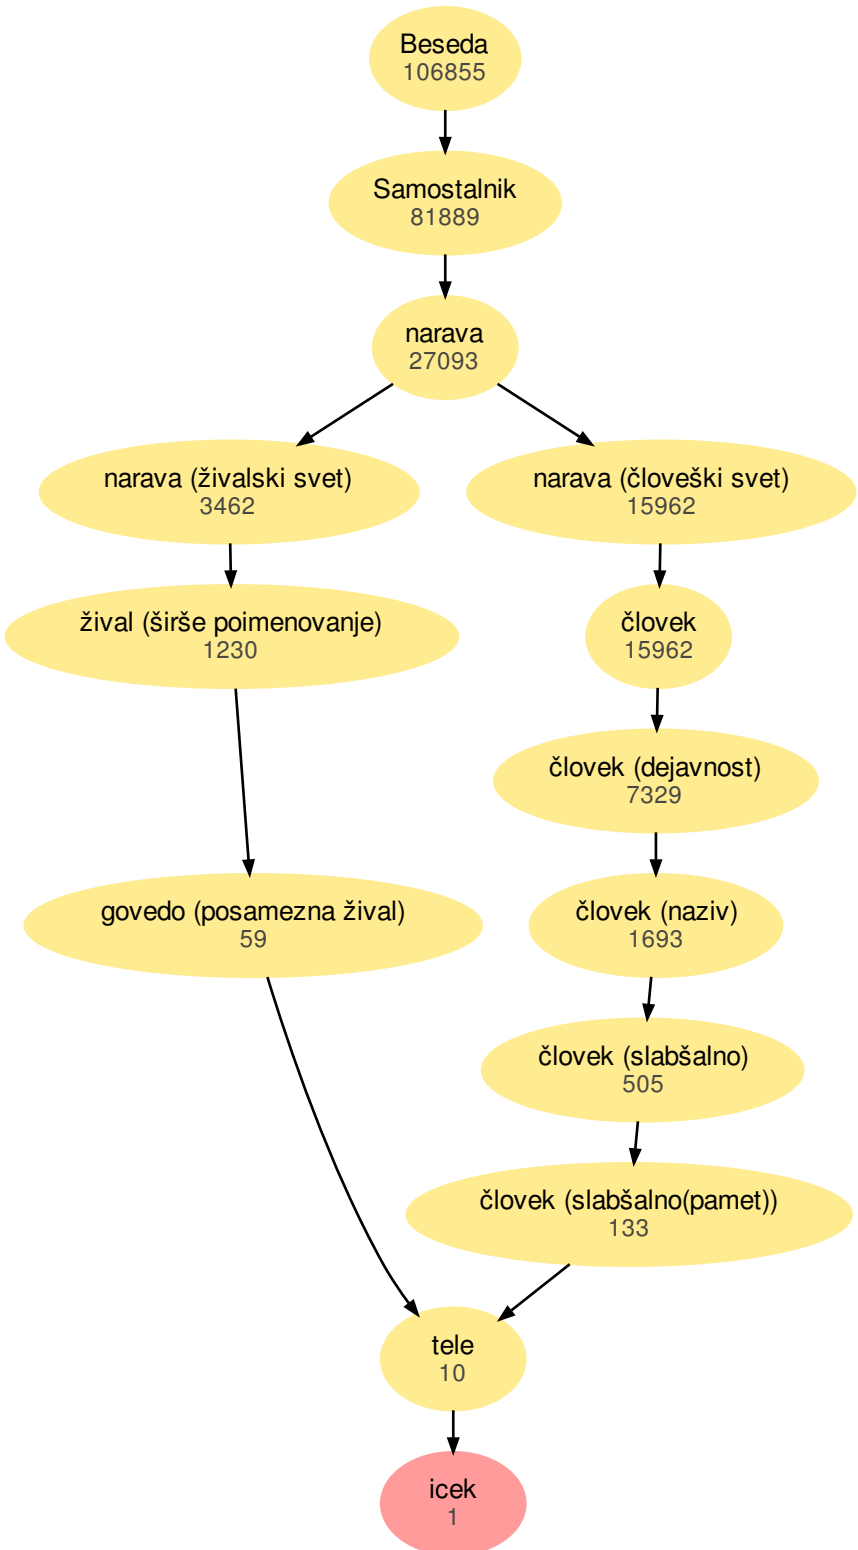 Beseda
106855
Samostalnik
81889
narava
27093
narava (živalski svet)
3462
narava (človeški svet)
15962
žival (širše poimenovanje)
1230
človek
15962
človek (dejavnost)
7329
govedo (posamezna žival)
59
človek (naziv)
1693
človek (slabšalno)
505
človek (slabšalno(pamet))
133
tele
10
icek
1